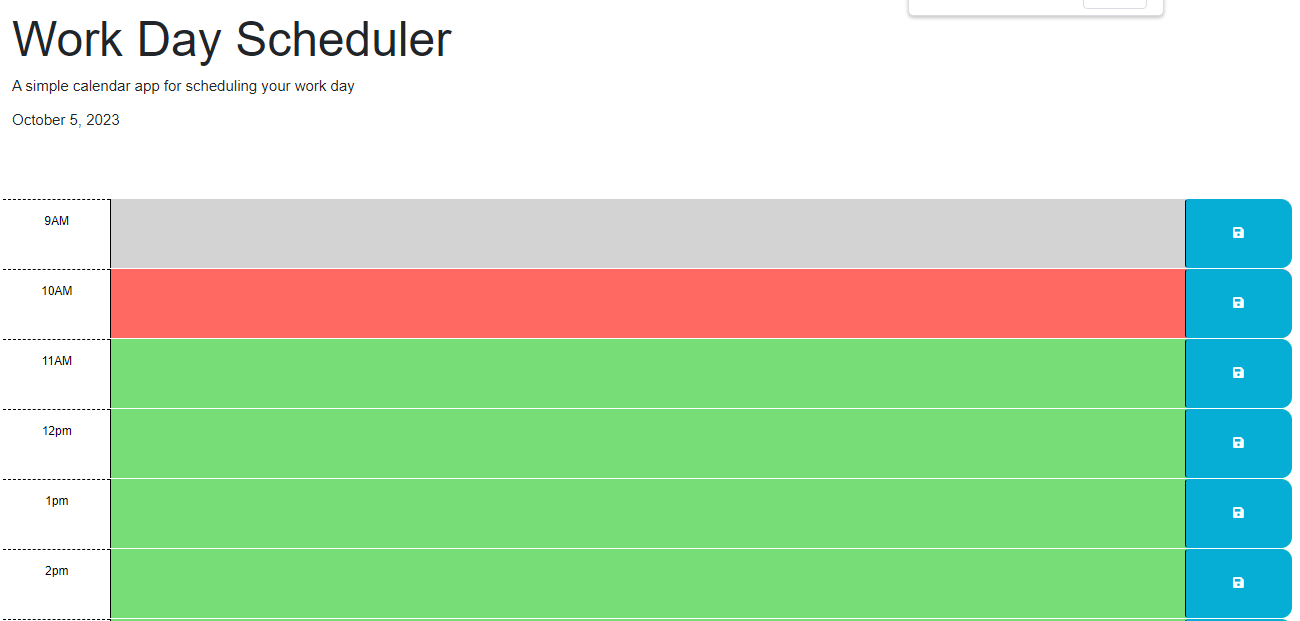 Work Day Scheduler
A simple calendar app for scheduling your work day
October 5, 2023
9AM
10AM
11AM
12pm
1pm
2pm